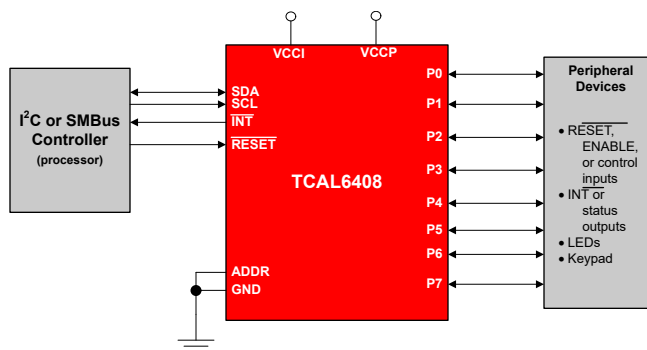 VCCI
VCCP
I²C or SMBus
Controller
(processor)
SDA
SCL
INT
RESET
TCAL6408
ADDR
GND
P0
P1
P2
P3
P4
P5
P6
P7
Peripheral
Devices
• RESET,
ENABLE,
or control
inputs
• INT or
status
outputs
• LEDs
• Keypad